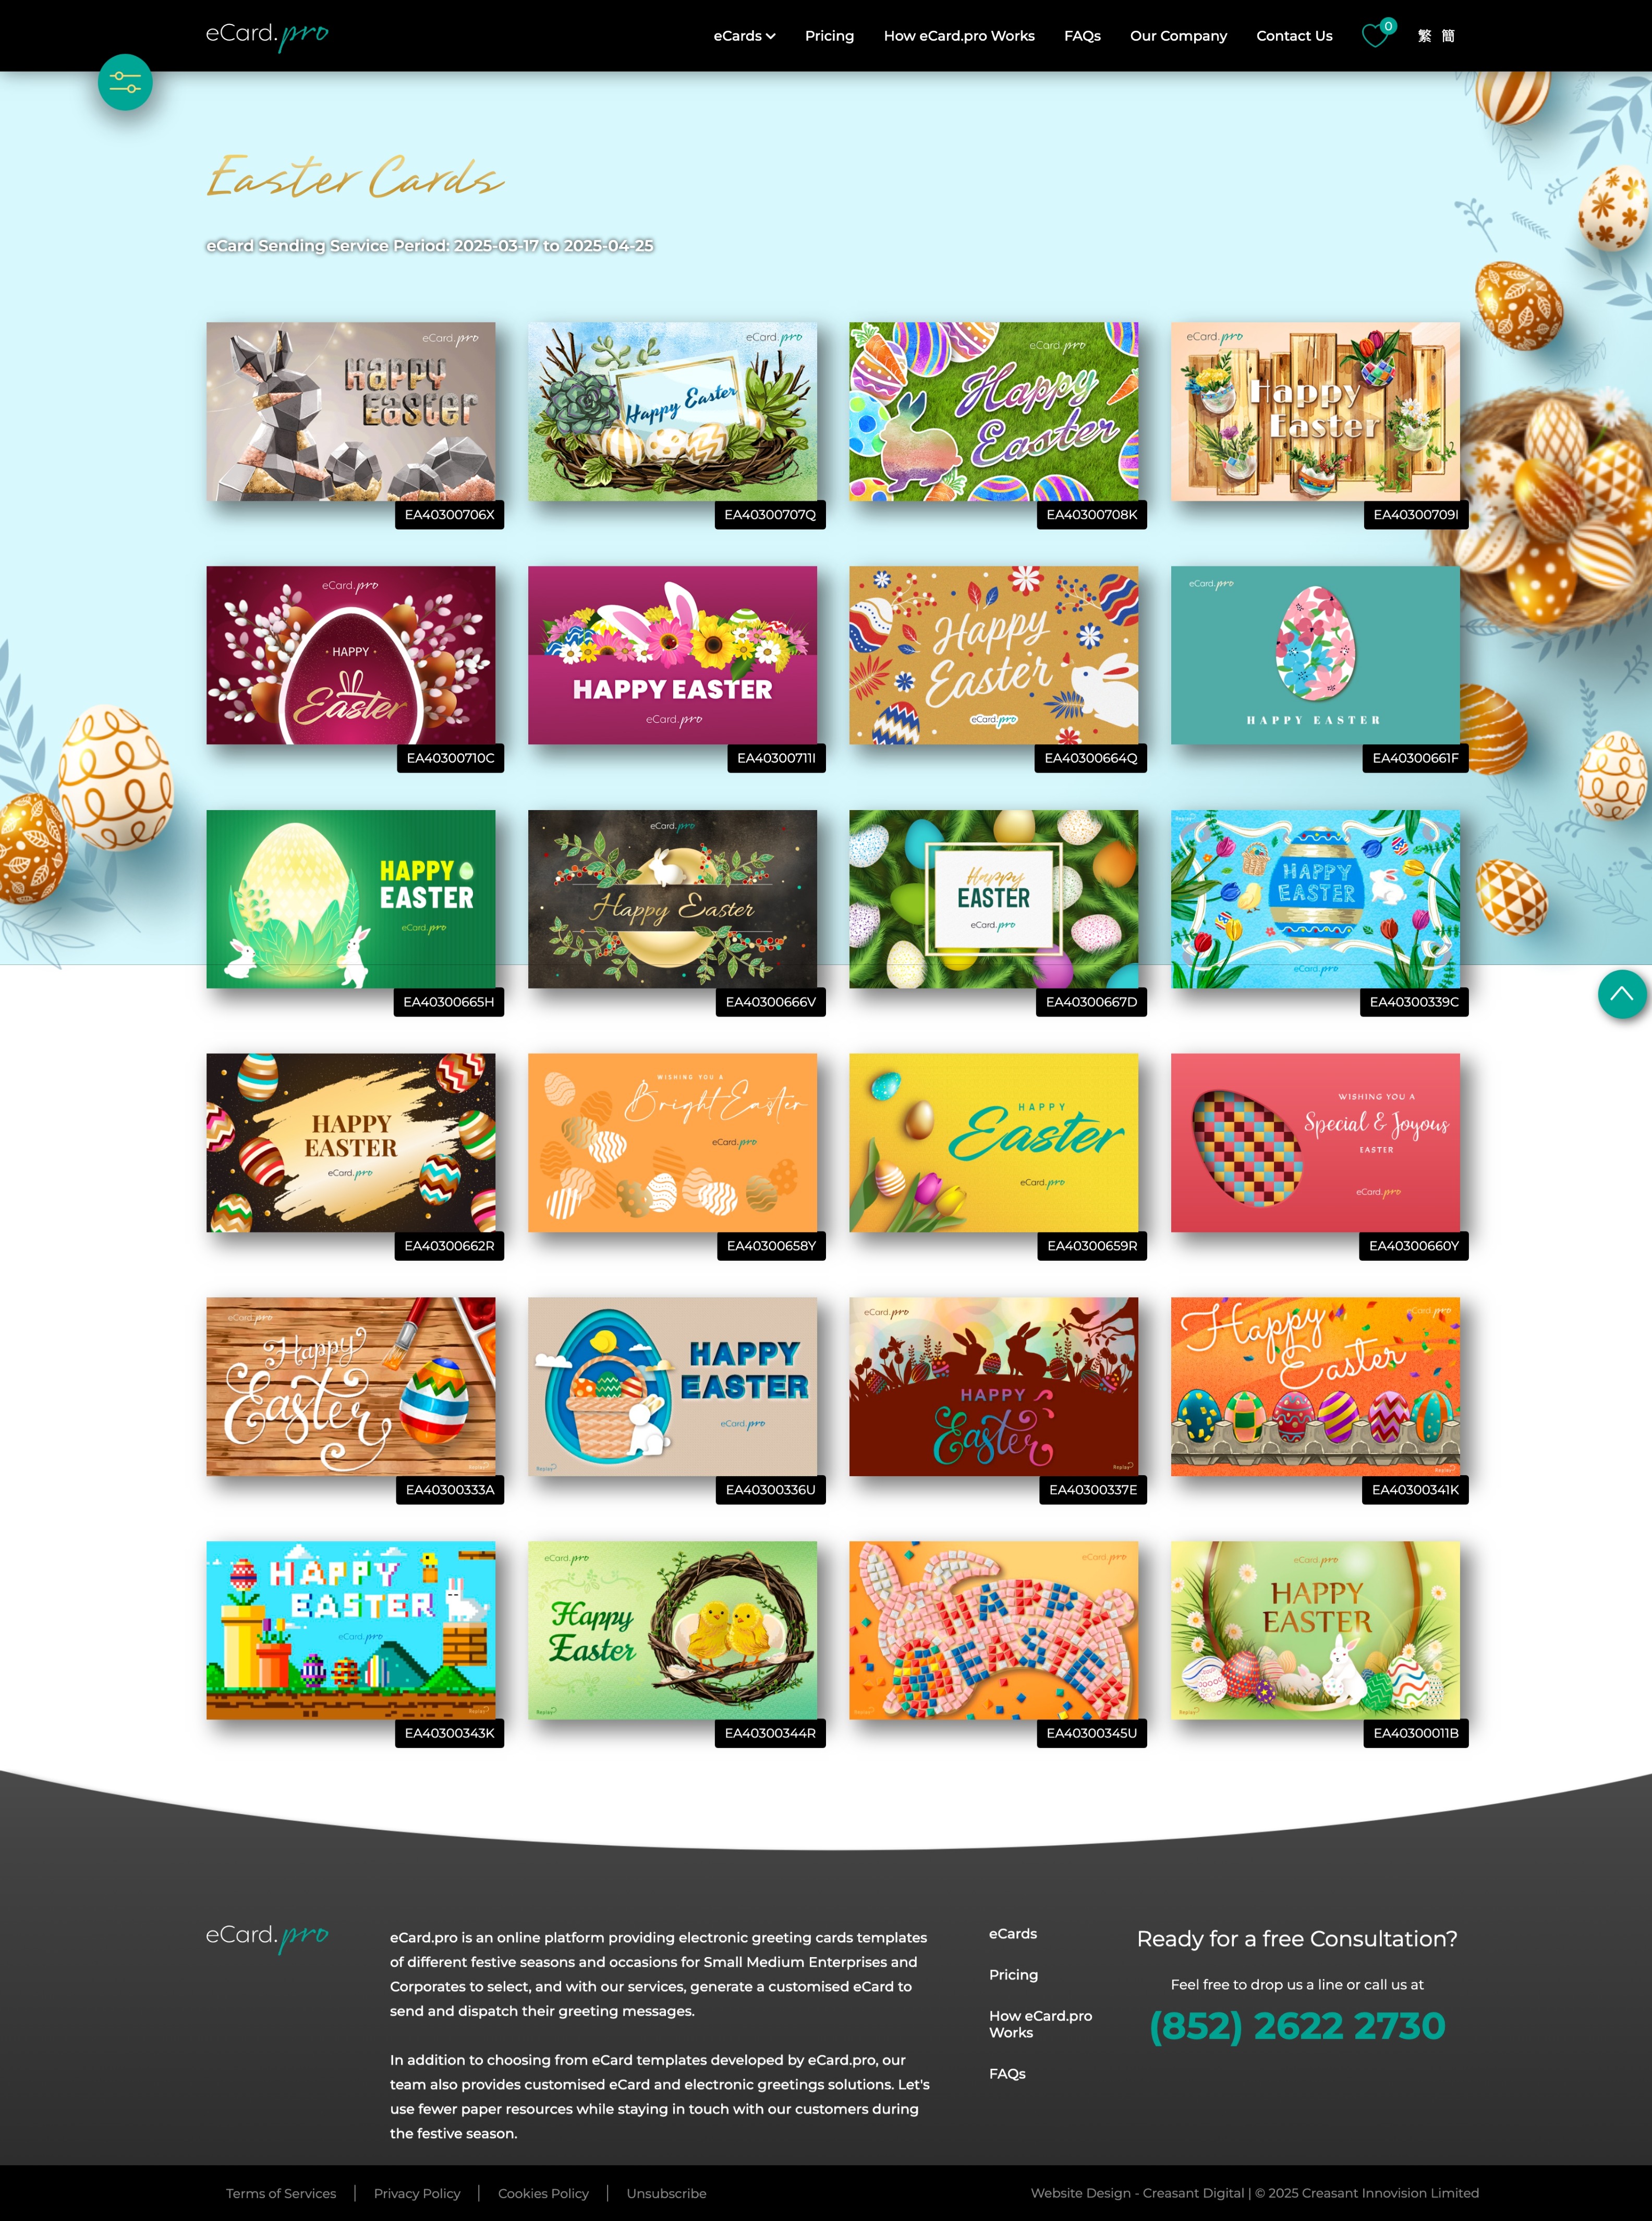 eCard.pro
eCards
Pricing
How eCard.pro Works
FAQs
Our Company
Contact Us
0
繁 簡
Easter Cards
eCard Sending Service Period: 2025-03-17 to 2025-04-25
eCard.pro
Happy
Easter
EA40300706X
eCard.pro
Happy Easter
EA40300707Q
eCard.pro
Happy
Easter
EA40300708K
eCard.pro
Happy
Easter
EA40300709I
eCard.pro
HAPPY
Easter
EA40300710C
HAPPY EASTER
eCard.pro
EA40300711I
Happy
Easter
eCard.pro
EA40300664Q
eCard.pro
HAPPY EASTER
EA40300661F
HAPPY
EASTER
eCard.pro
EA40300665H
eCard.pro
Happy Easter
EA40300666V
Happy
EASTER
eCard.pro
EA40300667D
Replay
HAPPY
EASTER
eCard.pro
EA40300339C
HAPPY
EASTER
eCard.pro
EA40300662R
WISHING YOU A
Bright Easter
eCard.pro
EA40300658Y
HAPPY
Easter
eCard.pro
EA40300659R
WISHING YOU A
Special & Joyous
EASTER
eCard.pro
EA40300660Y
eCard.pro
Happy
Easter
Replay
EA40300333A
HAPPY
EASTER
eCard.pro
Replay
EA40300336U
eCard.pro
HAPPY
Easter
Replay
EA40300337E
eCard.pro
Happy
Easter
Replay
EA40300341K
HAPPY
EASTER
eCard.pro
Replay
EA40300343K
eCard.pro
Happy
Easter
Replay
EA40300344R
eCard.pro
HAPPY
EASTER
Replay
EA40300345U
eCard.pro
HAPPY
EASTER
Replay
EA40300011B
eCard.pro
eCard.pro is an online platform providing electronic greeting cards templates
of different festive seasons and occasions for Small Medium Enterprises and
Corporates to select, and with our services, generate a customised eCard to
send and dispatch their greeting messages.
In addition to choosing from eCard templates developed by eCard.pro, our
team also provides customised eCard and electronic greetings solutions. Let's
use fewer paper resources while staying in touch with our customers during
the festive season.
eCards
Pricing
How eCard.pro
Works
FAQs
Ready for a free Consultation?
Feel free to drop us a line or call us at
(852) 2622 2730
Terms of Services | Privacy Policy | Cookies Policy | Unsubscribe
Website Design - Creasant Digital | © 2025 Creasant Innovision Limited